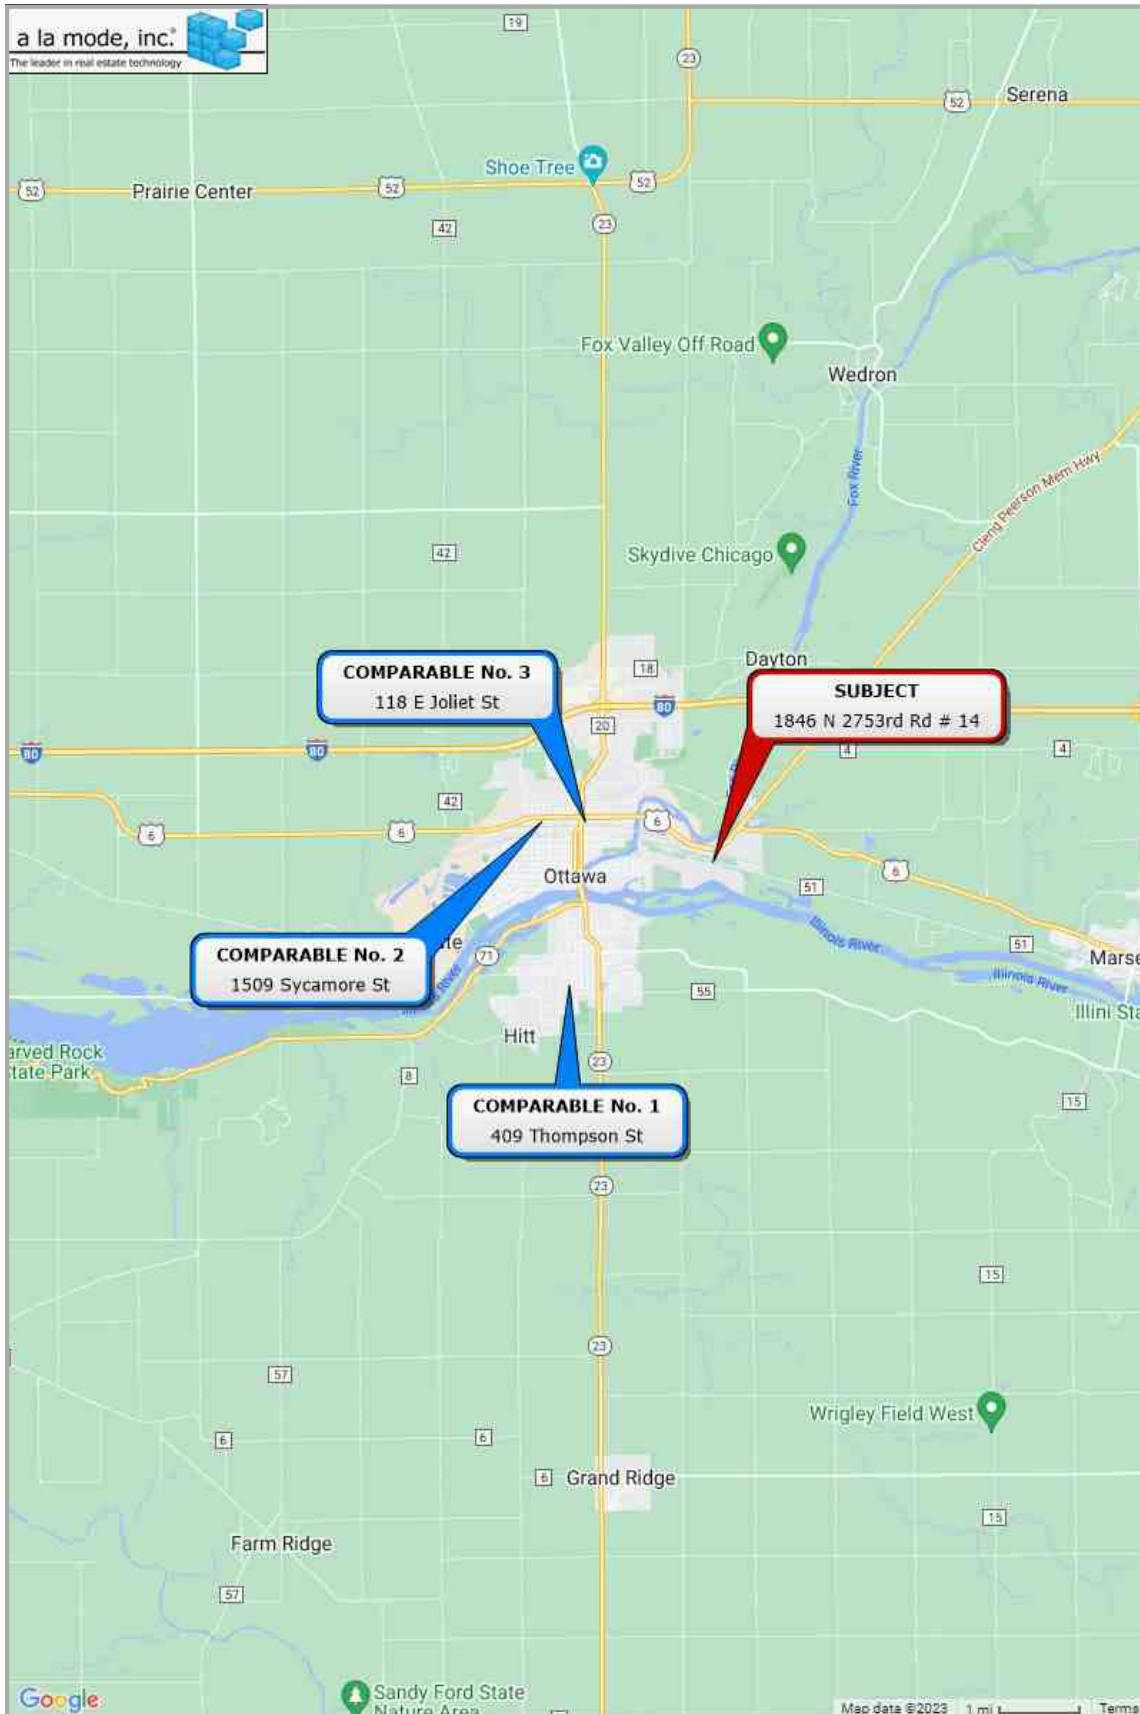 a la mode, inc.®
The leader in real estate technology
19
23
52
Serena
Shoe Tree
52
52
Prairie Center
52
42
23
Fox Valley Off Road
Wedron
Fox River
Cleng Peerson Mem Hwy
42
Skydive Chicago
Dayton
18
COMPARABLE No. 3
118 E Joliet St
SUBJECT
1846 N 2753rd Rd # 14
80
20
80
80
4
4
42
6
6
6
6
Ottawa
51
51
Illinois River
Illinois River
Marse
COMPARABLE No. 2
1509 Sycamore St
71
55
Illini Sta
Hitt
arved Rock
tate Park
23
8
15
COMPARABLE No. 1
409 Thompson St
23
15
23
57
Wrigley Field West
6
6
6
Grand Ridge
15
Farm Ridge
57
Sandy Ford State
Nature Area
Google
Map data ©2023
1 mi
Terms